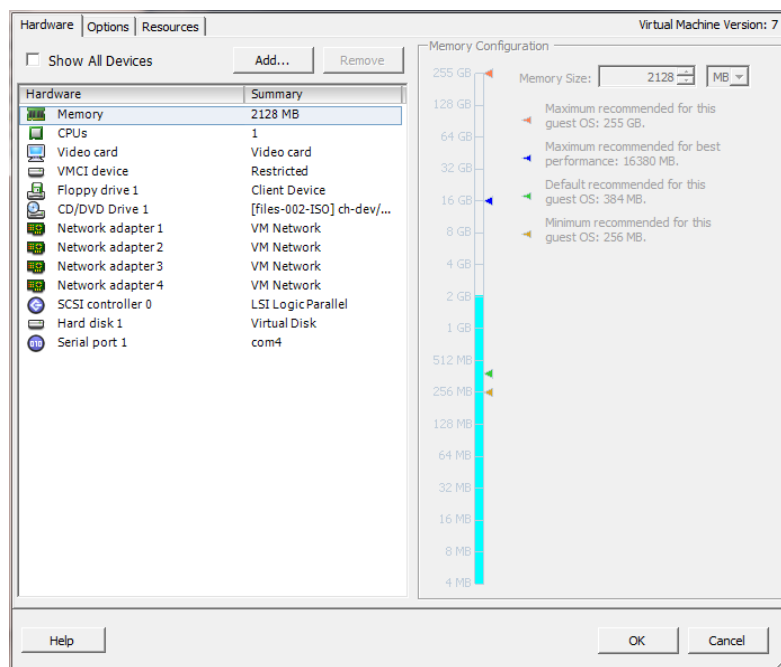 Hardware Options Resources Virtual Machine Version: 7
Show All Devices Add... Remove
Hardware Summary
Memory 2128 MB
CPUs 1
Video card Video card
VMCI device Restricted
Floppy drive 1 Client Device
CD/DVD Drive 1 [files-002-ISO] ch-dev/...
Network adapter 1 VM Network
Network adapter 2 VM Network
Network adapter 3 VM Network
Network adapter 4 VM Network
SCSI controller 0 LSI Logic Parallel
Hard disk 1 Virtual Disk
Serial port 1 com4
Memory Configuration
255 GB
128 GB
64 GB
32 GB
16 GB
8 GB
4 GB
2 GB
1 GB
512 MB
256 MB
128 MB
64 MB
32 MB
16 MB
8 MB
4 MB
Memory Size: 2128 MB
Maximum recommended for this
guest OS: 255 GB.
Maximum recommended for best
performance: 16380 MB.
Default recommended for this
guest OS: 384 MB.
Minimum recommended for this
guest OS: 256 MB.
Help OK Cancel